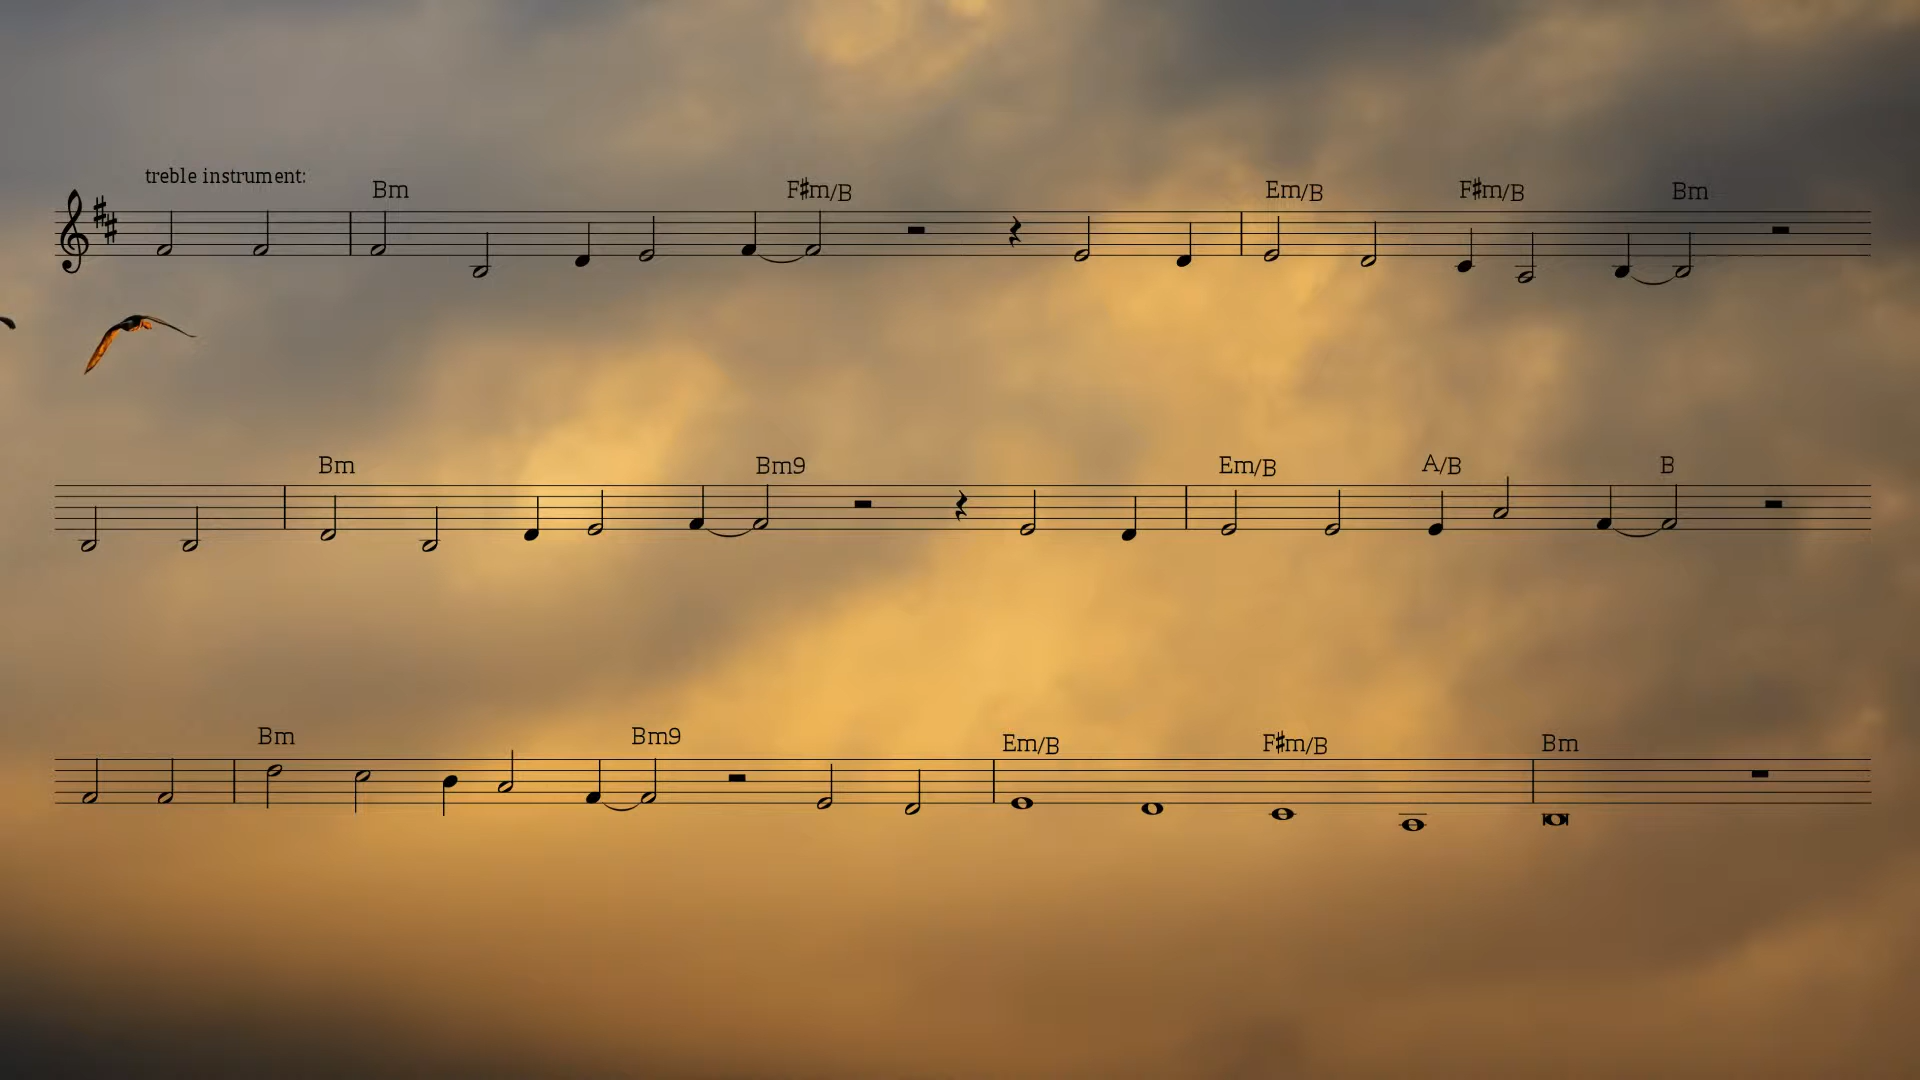 treble instrument:
Bm F♯m/B Em/B F♯m/B Bm
Bm Bm9 Em/B A/B B
Bm Bm9 Em/B F♯m/B Bm